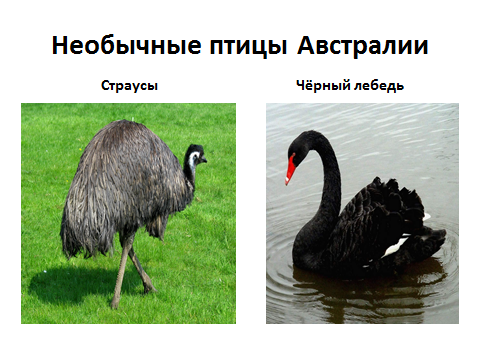 Необычные птицы Австралии
Страусы
Чёрный лебедь